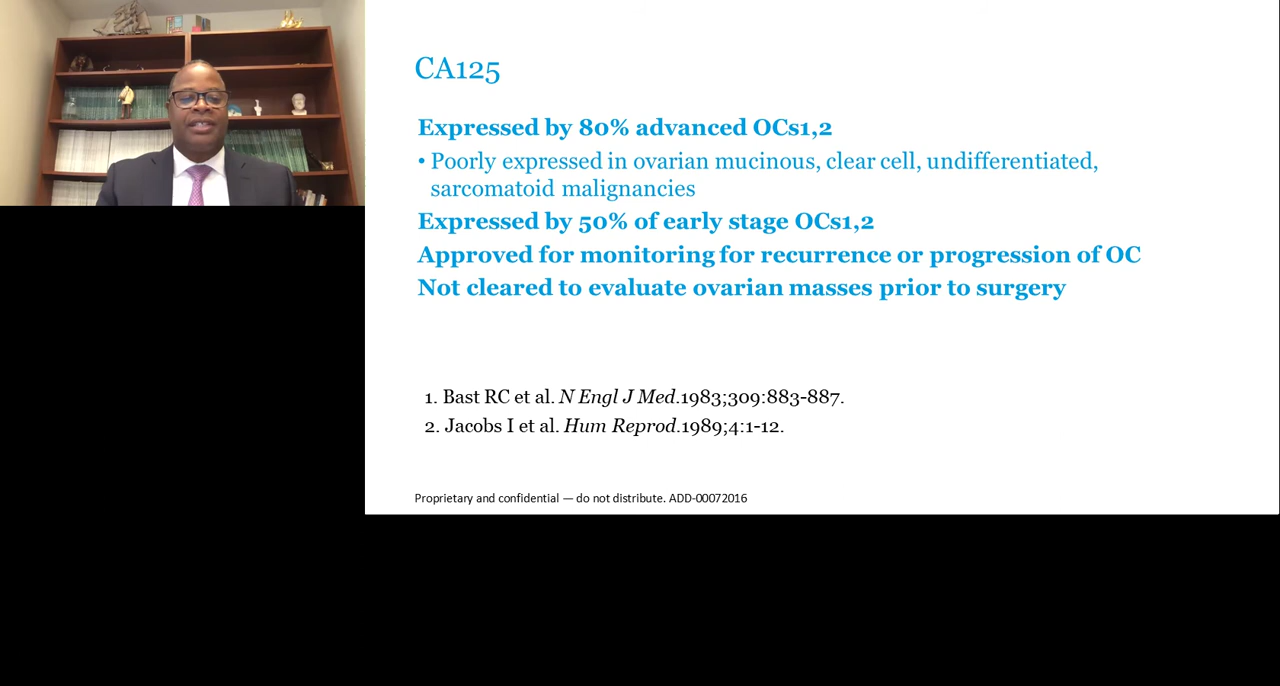 CA125
Expressed by 80% advanced OCs1,2
• Poorly expressed in ovarian mucinous, clear cell, undifferentiated,
sarcomatoid malignancies
Expressed by 50% of early stage OCs1,2
Approved for monitoring for recurrence or progression of OC
Not cleared to evaluate ovarian masses prior to surgery
1. Bast RC et al. N Engl J Med.1983;309:883-887.
2. Jacobs I et al. Hum Reprod.1989;4:1-12.
Proprietary and confidential — do not distribute. ADD-00072016